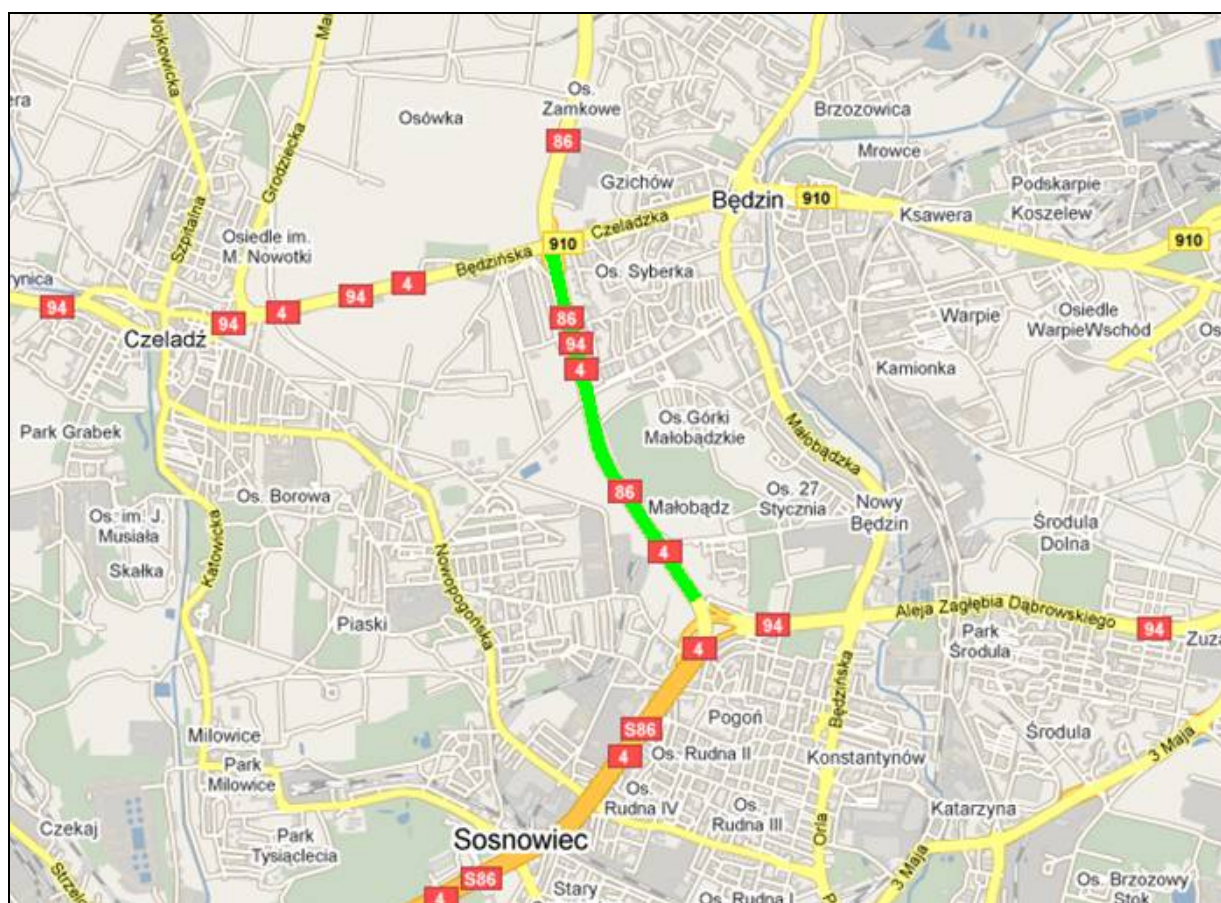 Wojkowicka
Os.
Zamkowe
Brzozowica
Osówka
Grodziecka
86
Mrowce
Gzichów
Podskarpie
Będzin
910
Ksawera
Koszelew
Szpitalna
Osiedle im.
M. Nowotki
Czeladzka
910
910
Będzińska
Os. Syberka
4
94
94
4
94
86
Warpie
Osiedle
WarpieWschód
Czeladź
94
4
Kamionka
Park Grabek
Os.Górki
Małobądzkie
Małobądzka
Os. Borowa
86
Małobądz
Os. 27
Stycznia
Nowy
Będzin
Os. im. J.
Musiała
Środula
Dolna
Skałka
Katowicka
Nowopogońska
4
Piaski
94
Aleja Zagłębia Dąbrowskiego
94
Park
Środula
4
Będzińska
Pogoń
Milowice
S86
4
Os. Rudna II
Konstantynów
Środula
3 Maja
Park
Milowice
Os.
Rudna IV
Os.
Rudna III
Katarzyna
Czekaj
Park
Tysiąclecia
Sosnowiec
Orla
S86
4
Stary
Os. Rudna I
3 Maja
Os. Brzozowy
Stok